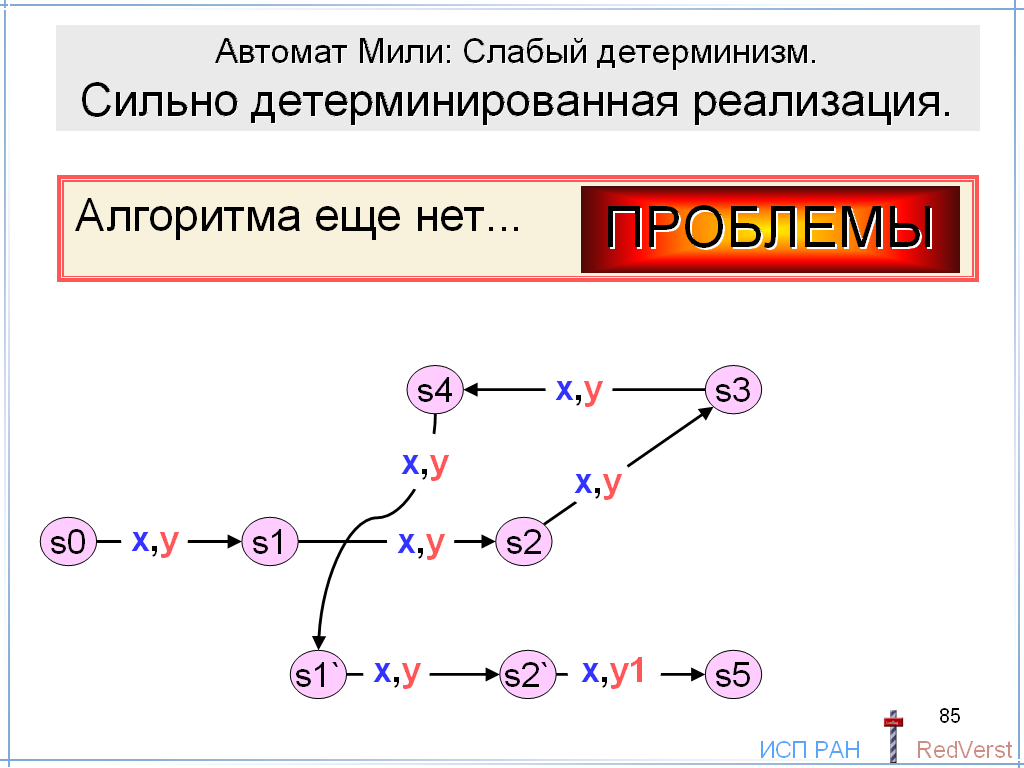 Автомат Мили: Слабый детерминизм.
Сильно детерминированная реализация.
Алгоритма еще нет...
ПРОБЛЕМЫ
s4 x,y s3
x,y
x,y
s0 x,y s1 x,y s2
s1` x,y s2` x,y1 s5
85
ИСП РАН RedVerst